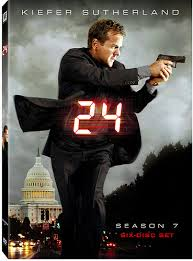 KIEFER SUTHERLAND
24
SEASON 7
SIX-DISC SET